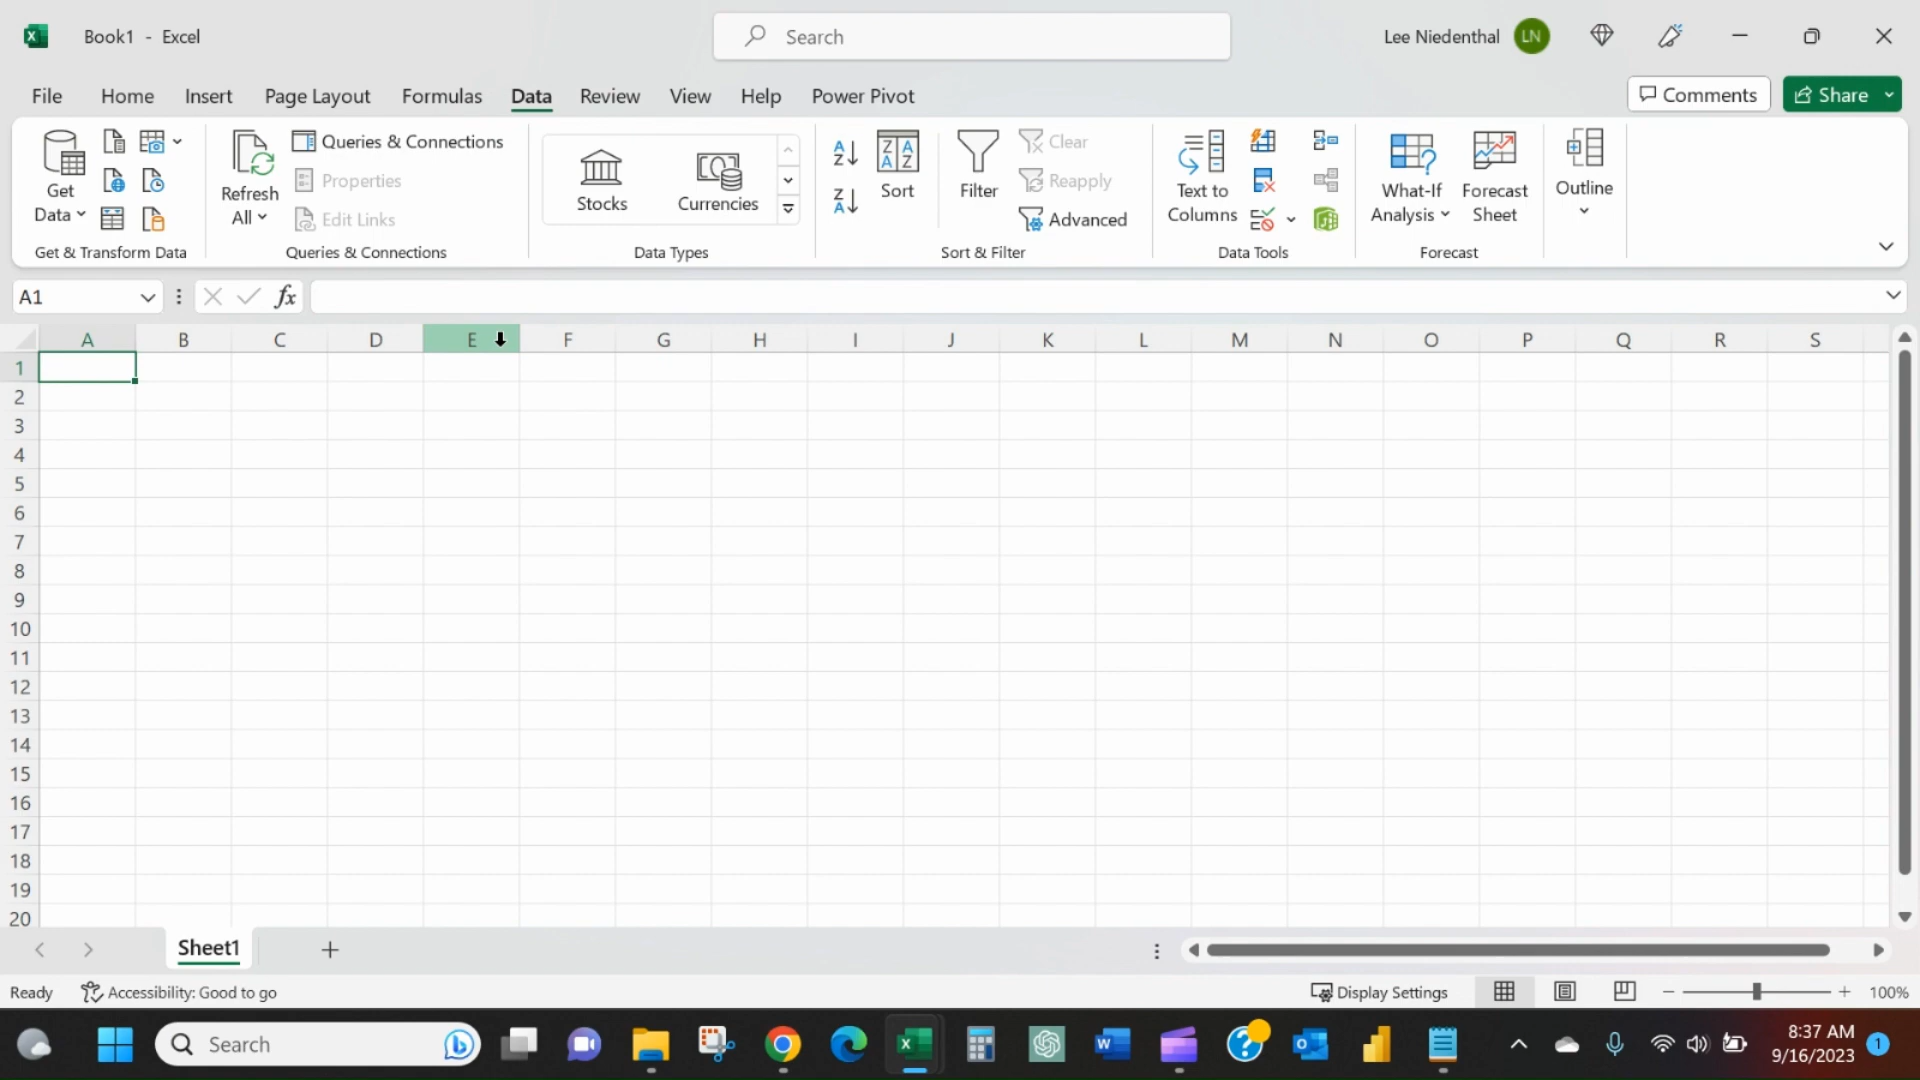 Book1 - Excel
Search
Lee Niedenthal LN
File Home Insert Page Layout Formulas Data Review View Help Power Pivot
Comments Share
Get Data
Get & Transform Data
Refresh All
Queries & Connections
Properties
Edit Links
Queries & Connections
Stocks
Currencies
Data Types
Sort
Filter
Clear
Reapply
Advanced
Sort & Filter
Text to Columns
Data Tools
What-If Analysis
Forecast Sheet
Forecast
Outline
A1
fx
A B C D E F G H I J K L M N O P Q R S
1
2
3
4
5
6
7
8
9
10
11
12
13
14
15
16
17
18
19
20
Sheet1
Ready Accessibility: Good to go Display Settings 100%
Search
8:37 AM
9/16/2023
1